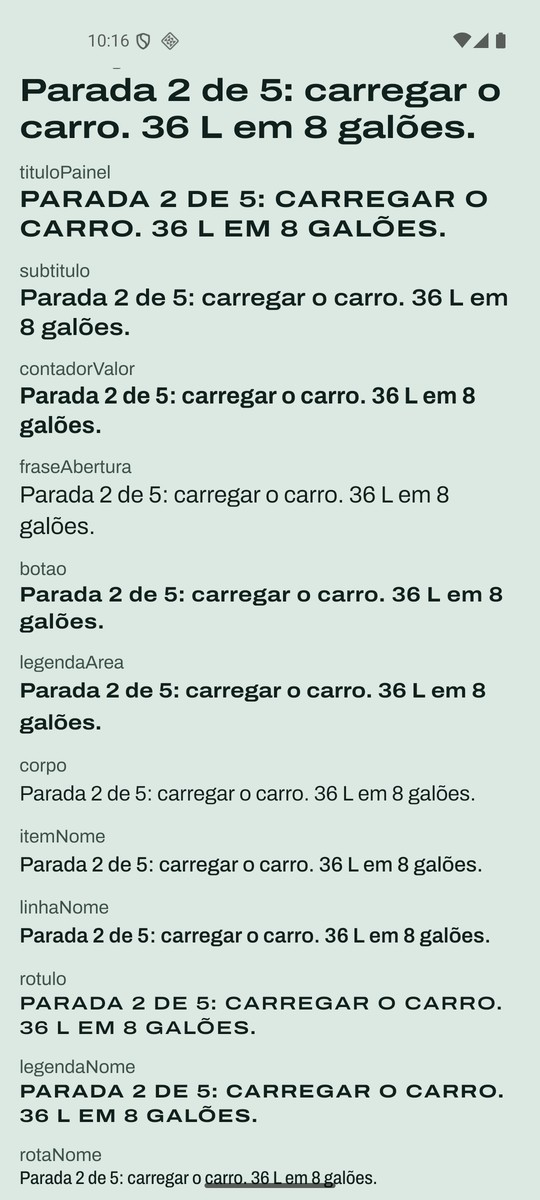 10:16
Parada 2 de 5: carregar o
carro. 36 L em 8 galões.
tituloPainel
PARADA 2 DE 5: CARREGAR O
CARRO. 36 L EM 8 GALÕES.
subtitulo
Parada 2 de 5: carregar o carro. 36 L em
8 galões.
contadorValor
Parada 2 de 5: carregar o carro. 36 L em 8
galões.
fraseAbertura
Parada 2 de 5: carregar o carro. 36 L em 8
galões.
botao
Parada 2 de 5: carregar o carro. 36 L em 8
galões.
legendaArea
Parada 2 de 5: carregar o carro. 36 L em 8
galões.
corpo
Parada 2 de 5: carregar o carro. 36 L em 8 galões.
itemNome
Parada 2 de 5: carregar o carro. 36 L em 8 galões.
linhaNome
Parada 2 de 5: carregar o carro. 36 L em 8 galões.
rotulo
PARADA 2 DE 5: CARREGAR O CARRO.
36 L EM 8 GALÕES.
legendaNome
PARADA 2 DE 5: CARREGAR O CARRO.
36 L EM 8 GALÕES.
rotaNome
Parada 2 de 5: carregar o carro. 36 L em 8 galões.